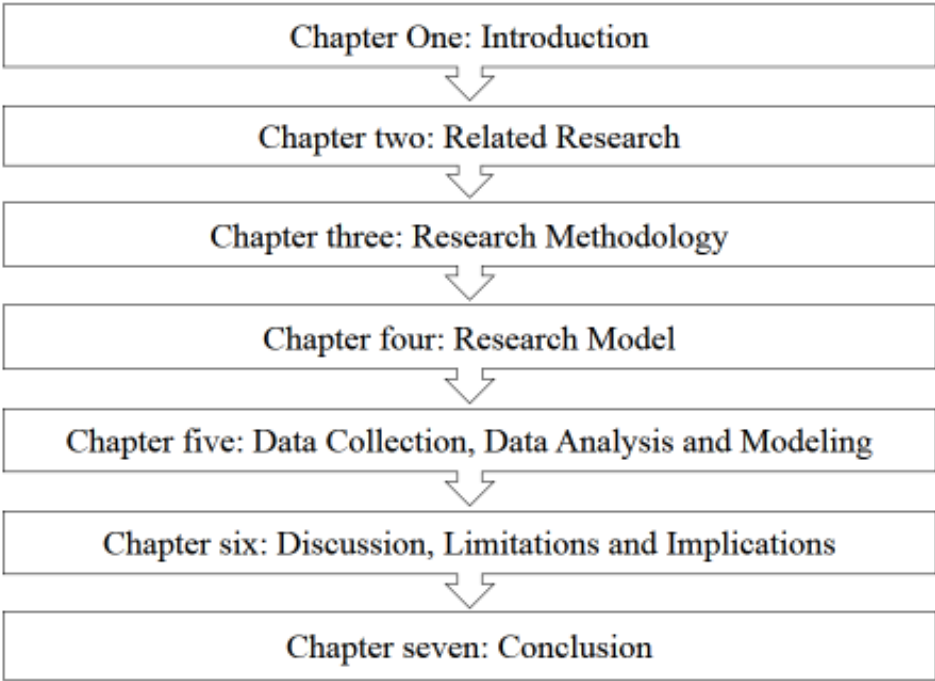 Chapter One: Introduction
Chapter two: Related Research
Chapter three: Research Methodology
Chapter four: Research Model
Chapter five: Data Collection, Data Analysis and Modeling
Chapter six: Discussion, Limitations and Implications
Chapter seven: Conclusion